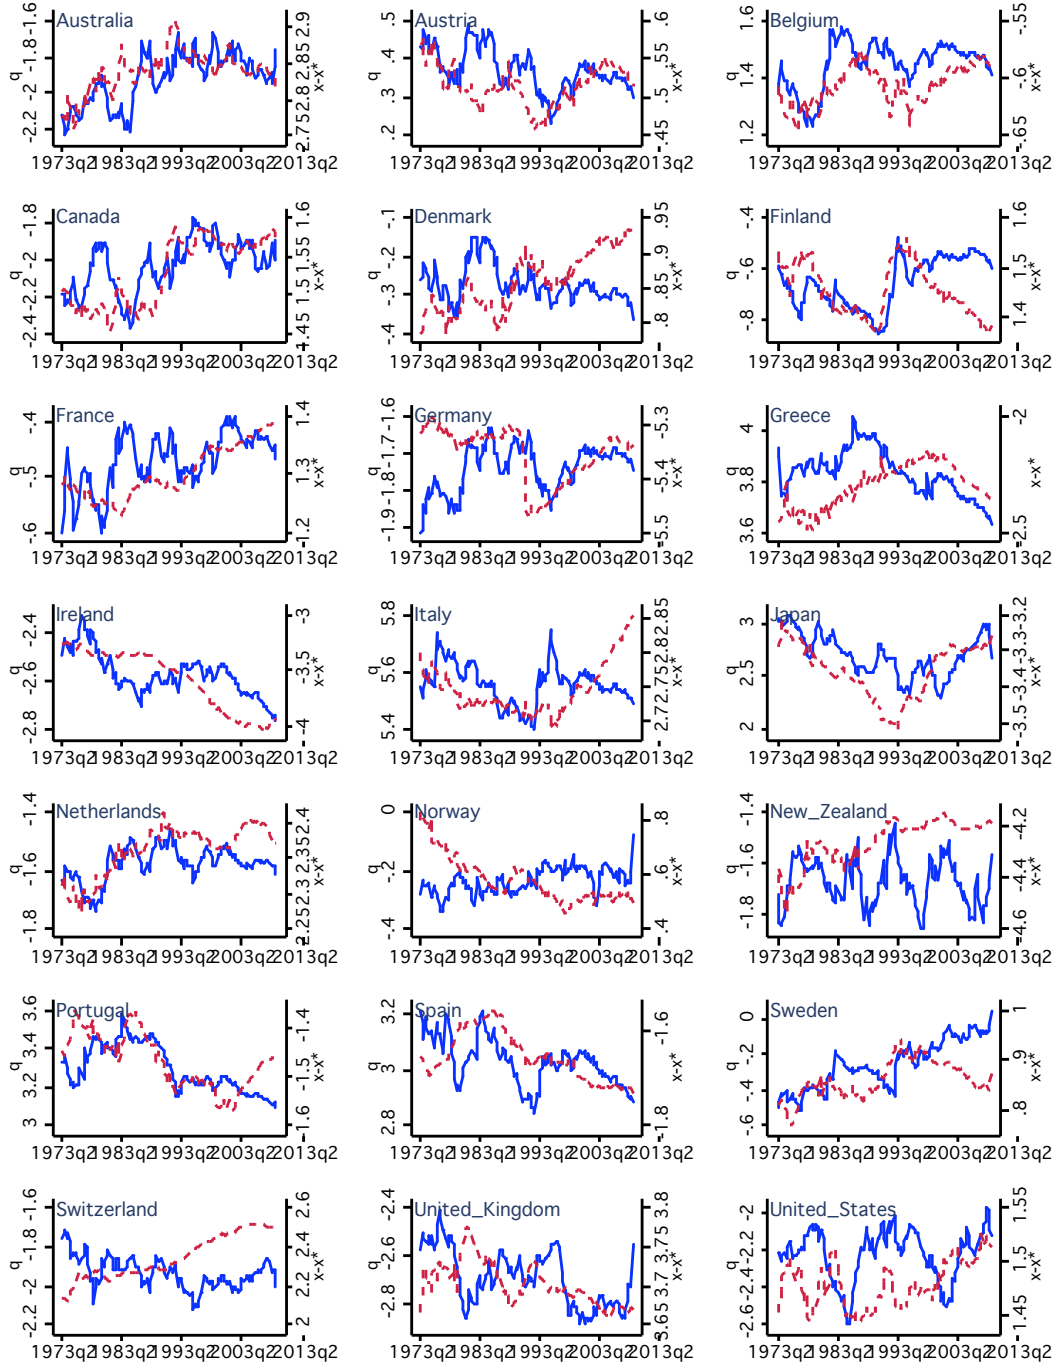 Australia
q
x-x*
-1.6
-1.8
-2
-2.2
2.9
2.85
2.8
2.75
1973q2 1983q2 1993q2 2003q2 2013q2
Austria
q
x-x*
.5
.4
.3
.2
.6
.55
.5
.45
1973q2 1983q2 1993q2 2003q2 2013q2
Belgium
q
x-x*
1.6
1.4
1.2
-.55
-.6
-.65
1973q2 1983q2 1993q2 2003q2 2013q2
Canada
q
x-x*
-1.8
-2
-2.2
-2.4
1.6
1.55
1.5
1.45
1973q2 1983q2 1993q2 2003q2 2013q2
Denmark
q
x-x*
-.1
-.2
-.3
-.4
.95
.9
.85
.8
1973q2 1983q2 1993q2 2003q2 2013q2
Finland
q
x-x*
-.4
-.6
-.8
1.6
1.5
1.4
1973q2 1983q2 1993q2 2003q2 2013q2
France
q
x-x*
-.4
-.5
-.6
1.4
1.3
1.2
1973q2 1983q2 1993q2 2003q2 2013q2
Germany
q
x-x*
-1.6
-1.7
-1.8
-1.9
-5.3
-5.4
-5.5
1973q2 1983q2 1993q2 2003q2 2013q2
Greece
q
x-x*
4
3.8
3.6
-2
-2.5
1973q2 1983q2 1993q2 2003q2 2013q2
Ireland
q
x-x*
-2.4
-2.6
-2.8
-3
-3.5
-4
1973q2 1983q2 1993q2 2003q2 2013q2
Italy
q
x-x*
5.8
5.6
5.4
2.85
2.8
2.75
2.7
1973q2 1983q2 1993q2 2003q2 2013q2
Japan
q
x-x*
3
2.5
2
-3.2
-3.3
-3.4
-3.5
1973q2 1983q2 1993q2 2003q2 2013q2
Netherlands
q
x-x*
-1.4
-1.6
-1.8
2.4
2.35
2.3
2.25
1973q2 1983q2 1993q2 2003q2 2013q2
Norway
q
x-x*
0
-.2
-.4
.8
.6
.4
1973q2 1983q2 1993q2 2003q2 2013q2
New_Zealand
q
x-x*
-1.4
-1.6
-1.8
-4.2
-4.4
-4.6
1973q2 1983q2 1993q2 2003q2 2013q2
Portugal
q
x-x*
3.6
3.4
3.2
3
-1.4
-1.5
-1.6
1973q2 1983q2 1993q2 2003q2 2013q2
Spain
q
x-x*
3.2
3
2.8
-1.6
-1.8
1973q2 1983q2 1993q2 2003q2 2013q2
Sweden
q
x-x*
0
-.2
-.4
-.6
1
.9
.8
1973q2 1983q2 1993q2 2003q2 2013q2
Switzerland
q
x-x*
-1.6
-1.8
-2
-2.2
2.6
2.4
2.2
2
1973q2 1983q2 1993q2 2003q2 2013q2
United_Kingdom
q
x-x*
-2.4
-2.6
-2.8
3.8
3.75
3.7
3.65
1973q2 1983q2 1993q2 2003q2 2013q2
United_States
q
x-x*
-2
-2.2
-2.4
-2.6
1.55
1.5
1.45
1973q2 1983q2 1993q2 2003q2 2013q2